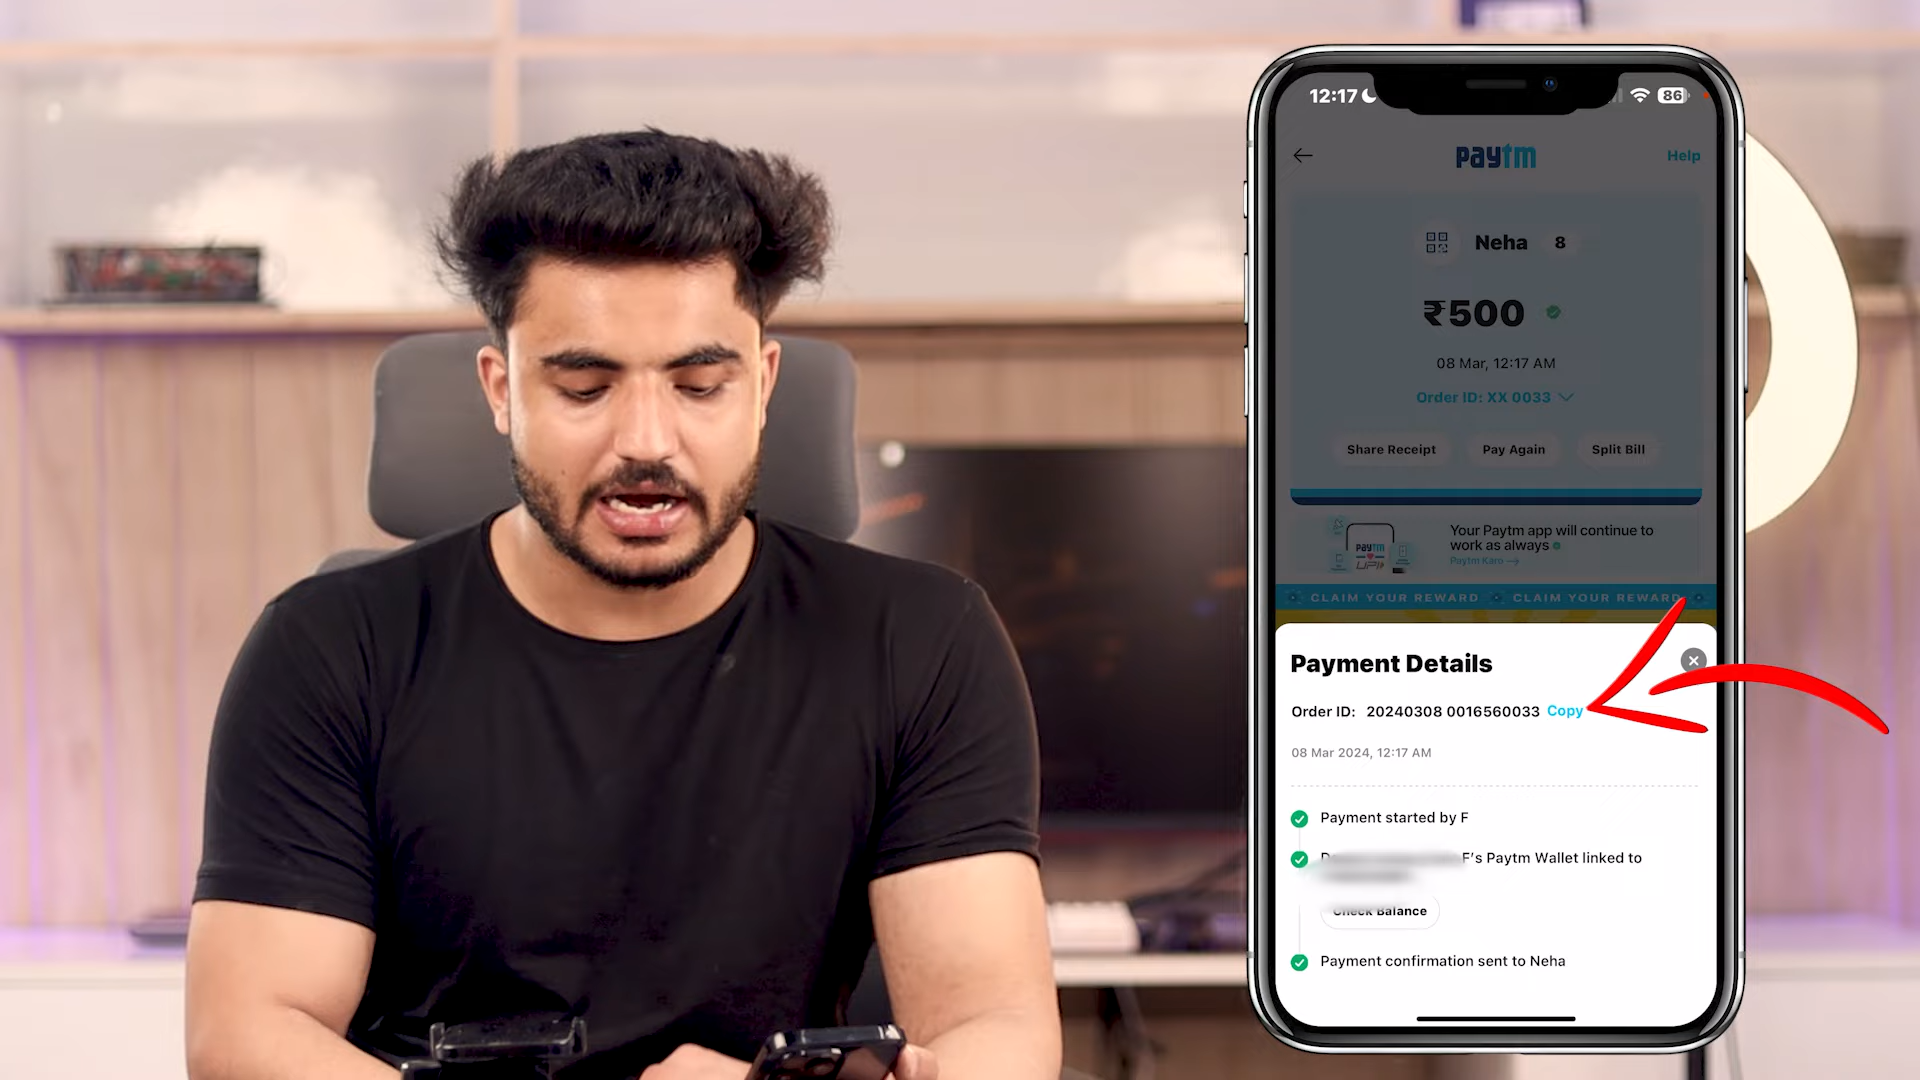 12:17
86
paytm
Help
Neha 8
₹500
08 Mar, 12:17 AM
Order ID: XX 0033
Share Receipt
Pay Again
Split Bill
Your Paytm app will continue to
work as always
Paytm Karo →
paytm
UPI
CLAIM YOUR REWARD CLAIM YOUR REWARD
Payment Details
Order ID: 20240308 0016560033 Copy
08 Mar 2024, 12:17 AM
Payment started by F
F's Paytm Wallet linked to
Check Balance
Payment confirmation sent to Neha